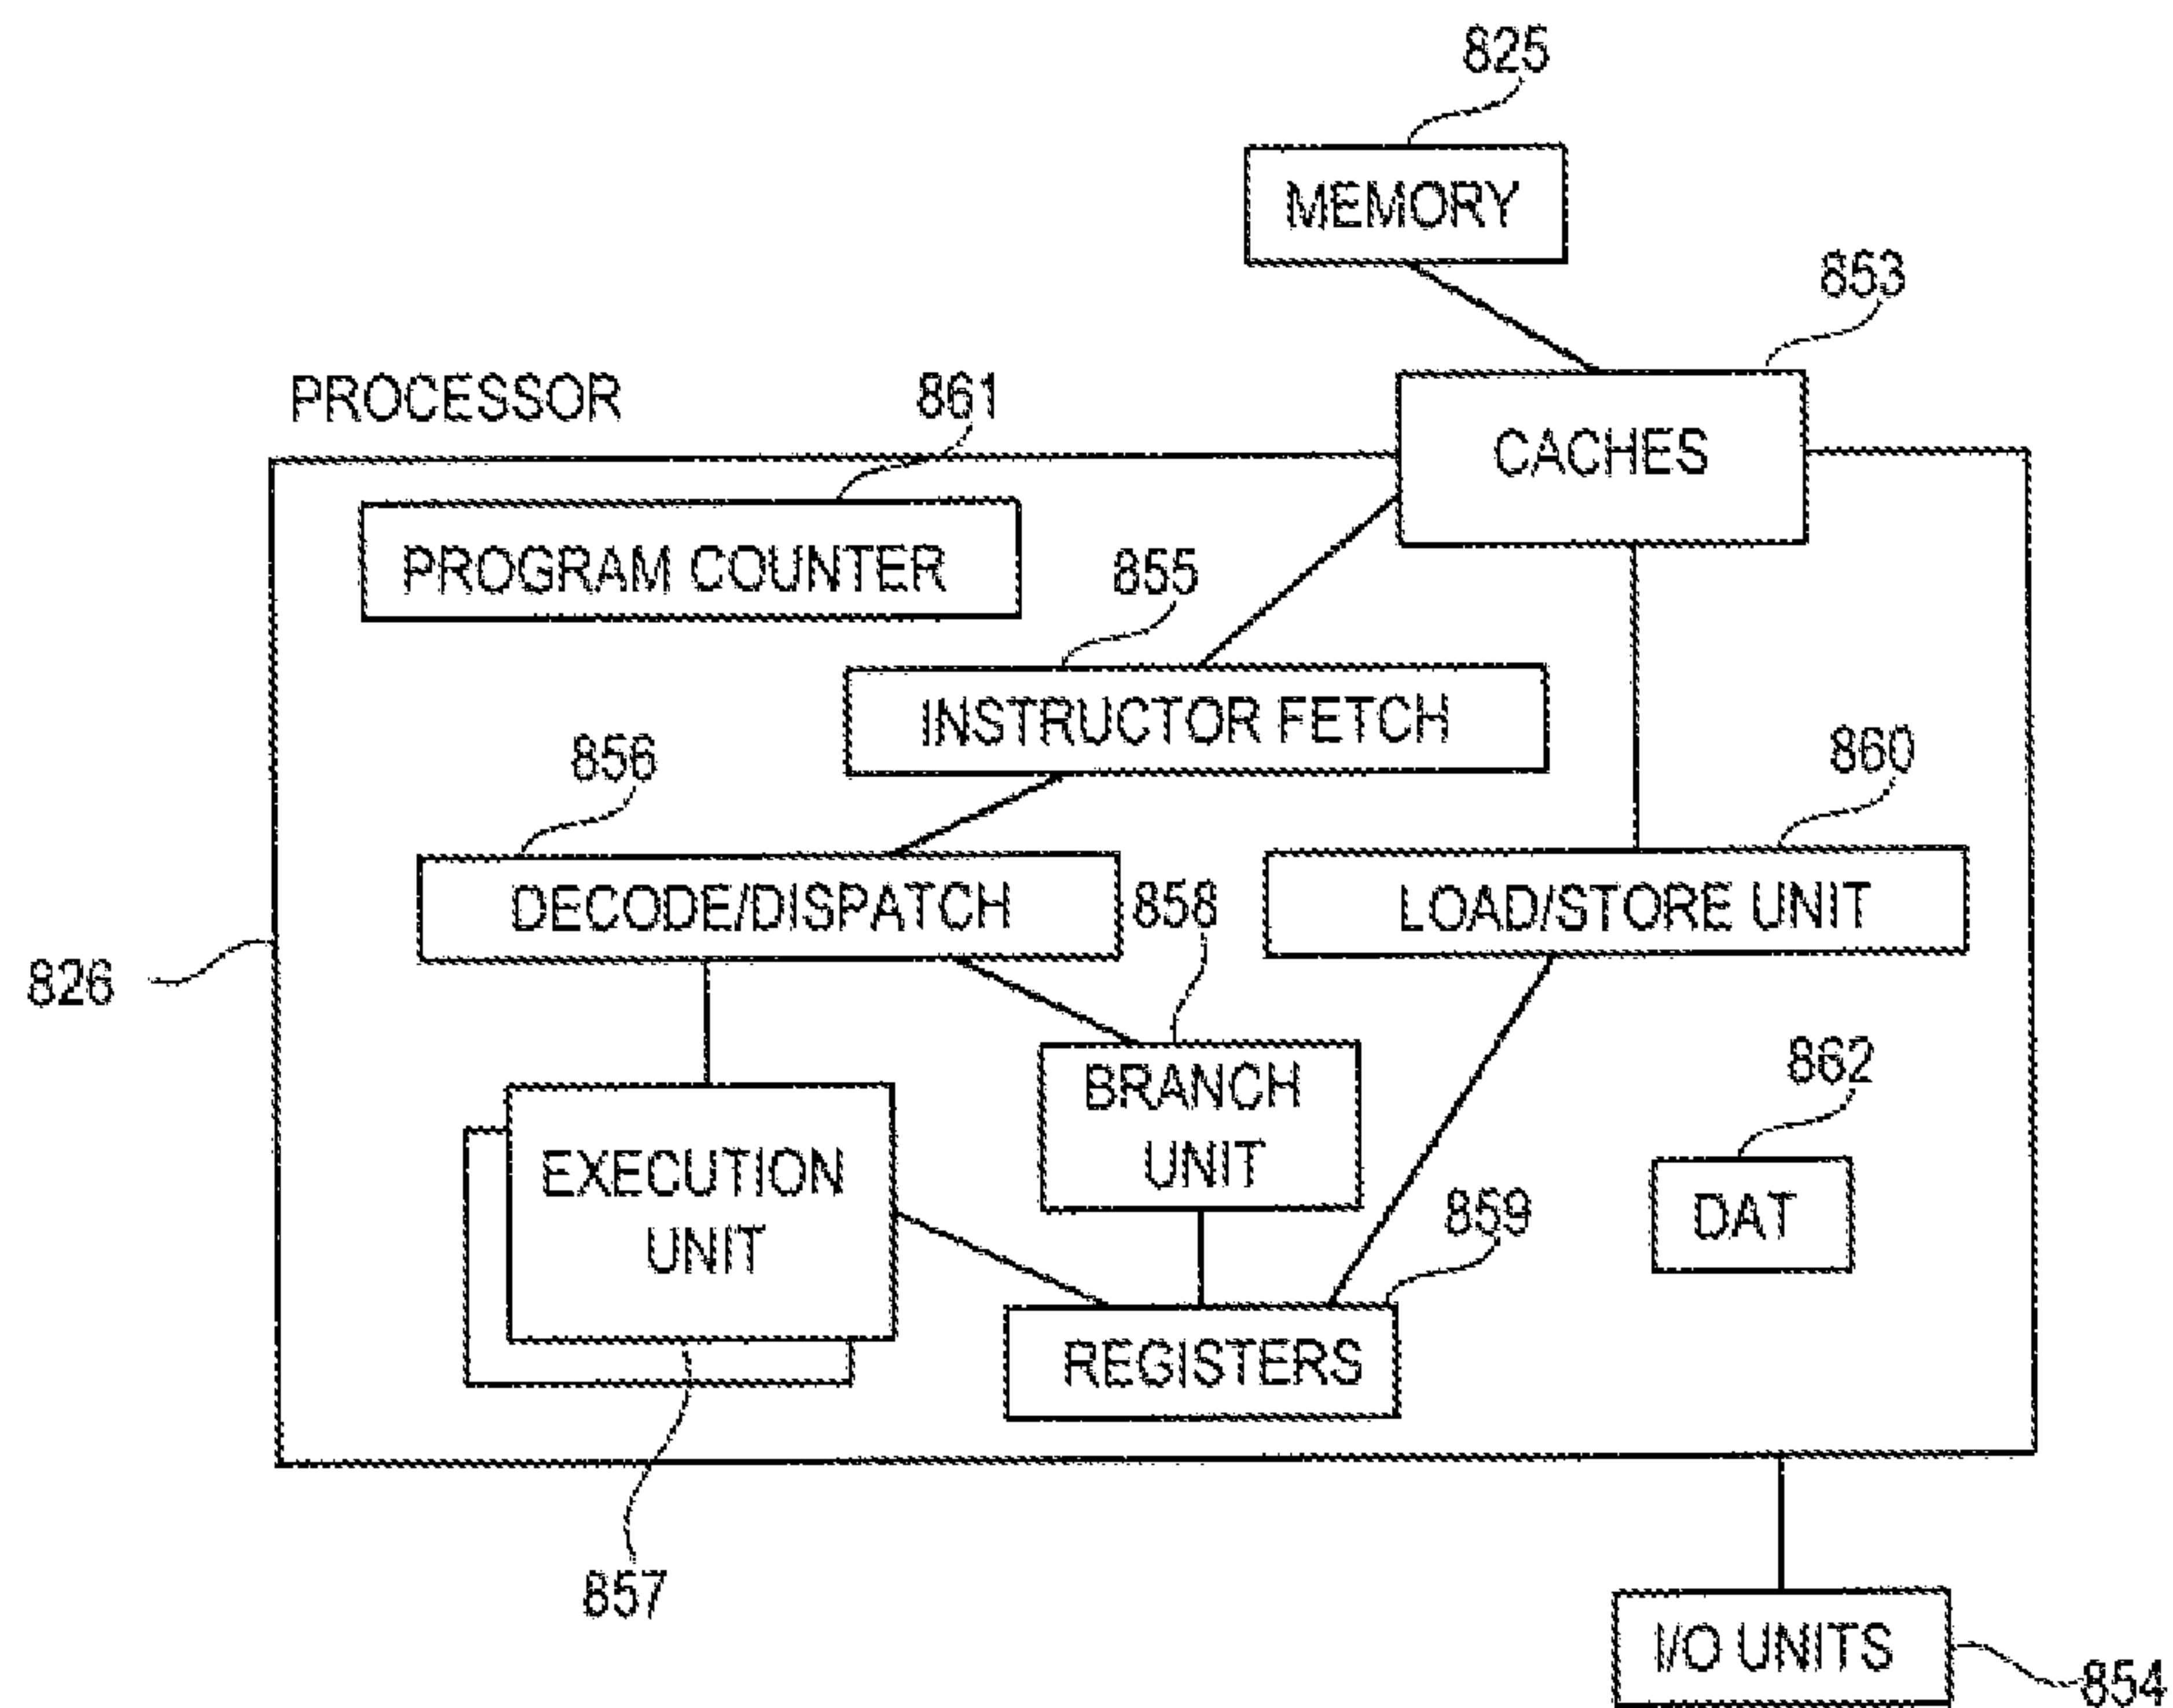 825
MEMORY
853
PROCESSOR
861
CACHES
PROGRAM COUNTER
855
INSTRUCTOR FETCH
856
860
DECODE/DISPATCH
858
LOAD/STORE UNIT
826
862
BRANCH
UNIT
EXECUTION
UNIT
859
DAT
REGISTERS
857
I/O UNITS
854